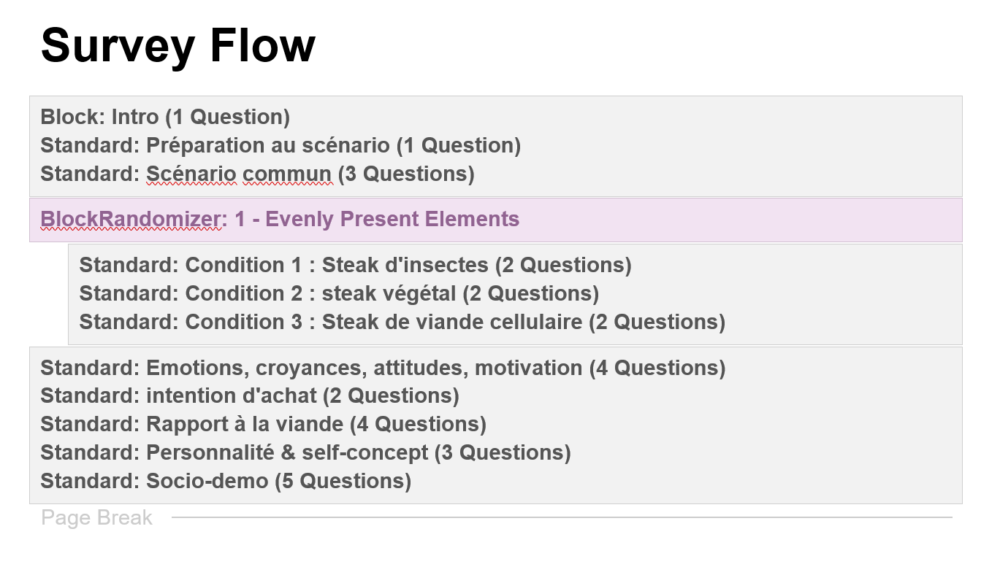 Survey Flow
Block: Intro (1 Question)
Standard: Préparation au scénario (1 Question)
Standard: Scénario commun (3 Questions)
BlockRandomizer: 1 - Evenly Present Elements
Standard: Condition 1 : Steak d'insectes (2 Questions)
Standard: Condition 2 : steak végétal (2 Questions)
Standard: Condition 3 : Steak de viande cellulaire (2 Questions)
Standard: Emotions, croyances, attitudes, motivation (4 Questions)
Standard: intention d'achat (2 Questions)
Standard: Rapport à la viande (4 Questions)
Standard: Personnalité & self-concept (3 Questions)
Standard: Socio-demo (5 Questions)
Page Break